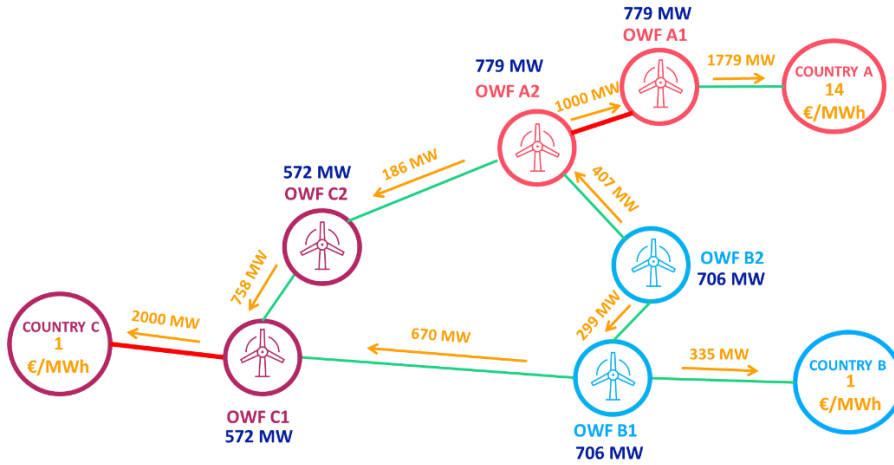 779 MW
OWF A1
779 MW
OWF A2
1779 MW
COUNTRY A
14
€/MWh
1000 MW
572 MW
OWF C2
186 MW
407 MW
OWF B2
706 MW
758 MW
299 MW
COUNTRY C
1
€/MWh
2000 MW
670 MW
335 MW
COUNTRY B
1
€/MWh
OWF C1
572 MW
OWF B1
706 MW